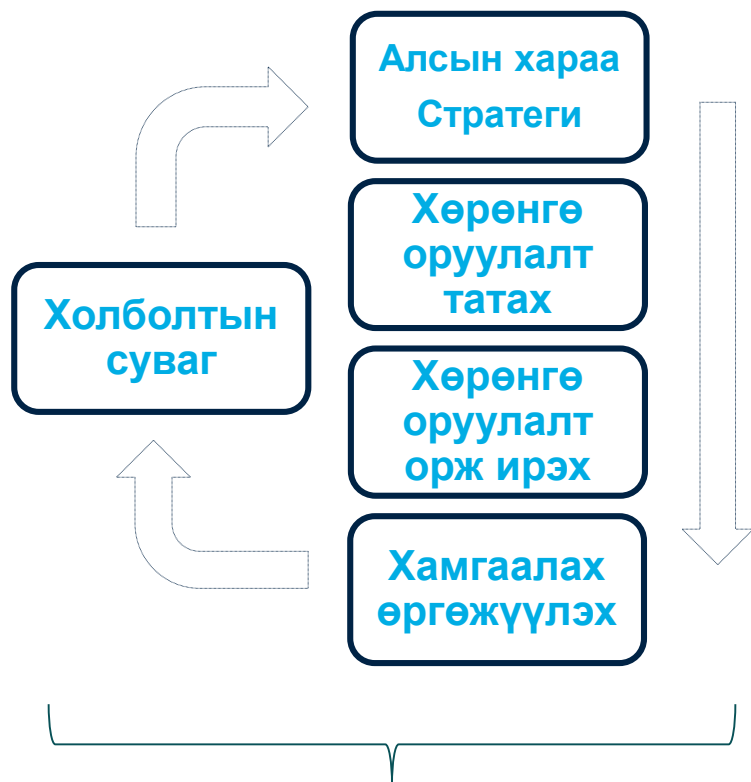 Алсын хараа
Стратеги
Хөрөнгө
оруулалт
татах
Холболтын
суваг
Хөрөнгө
оруулалт
орж ирэх
Хамгаалах
өргөжүүлэх